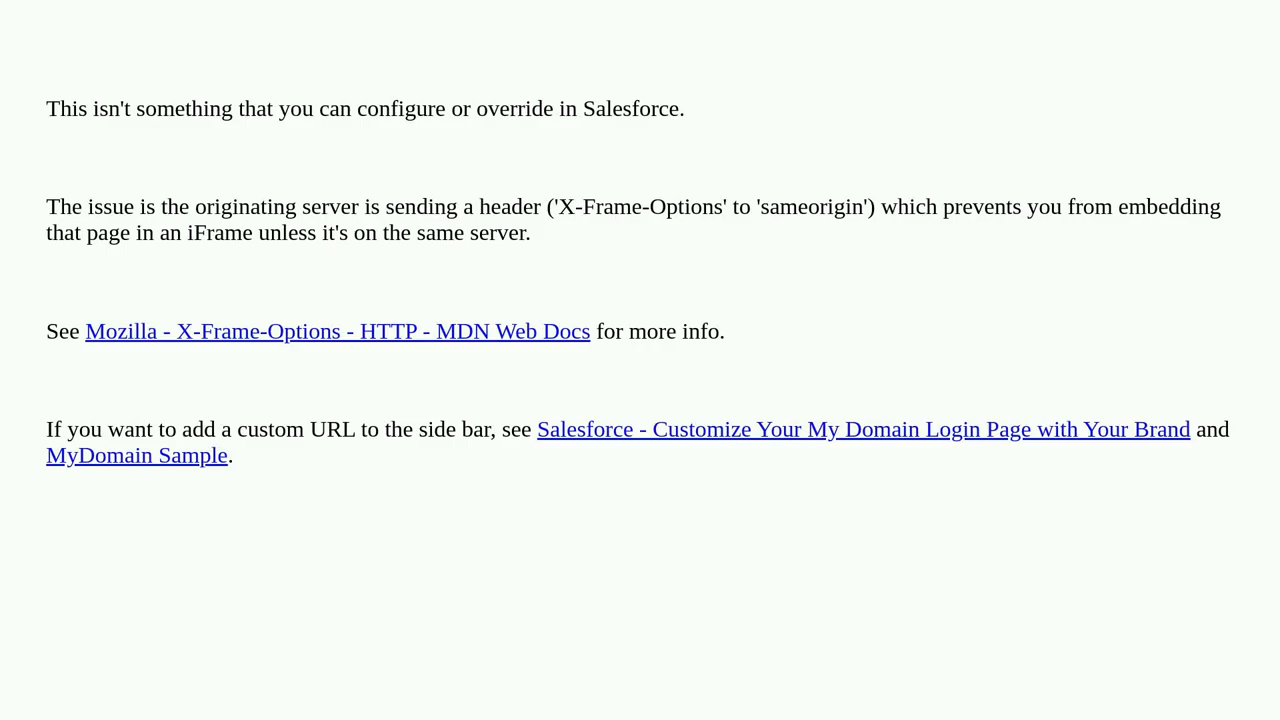 This isn't something that you can configure or override in Salesforce.
The issue is the originating server is sending a header ('X-Frame-Options' to 'sameorigin') which prevents you from embedding
that page in an iFrame unless it's on the same server.
See Mozilla - X-Frame-Options - HTTP - MDN Web Docs for more info.
If you want to add a custom URL to the side bar, see Salesforce - Customize Your My Domain Login Page with Your Brand and
MyDomain Sample.